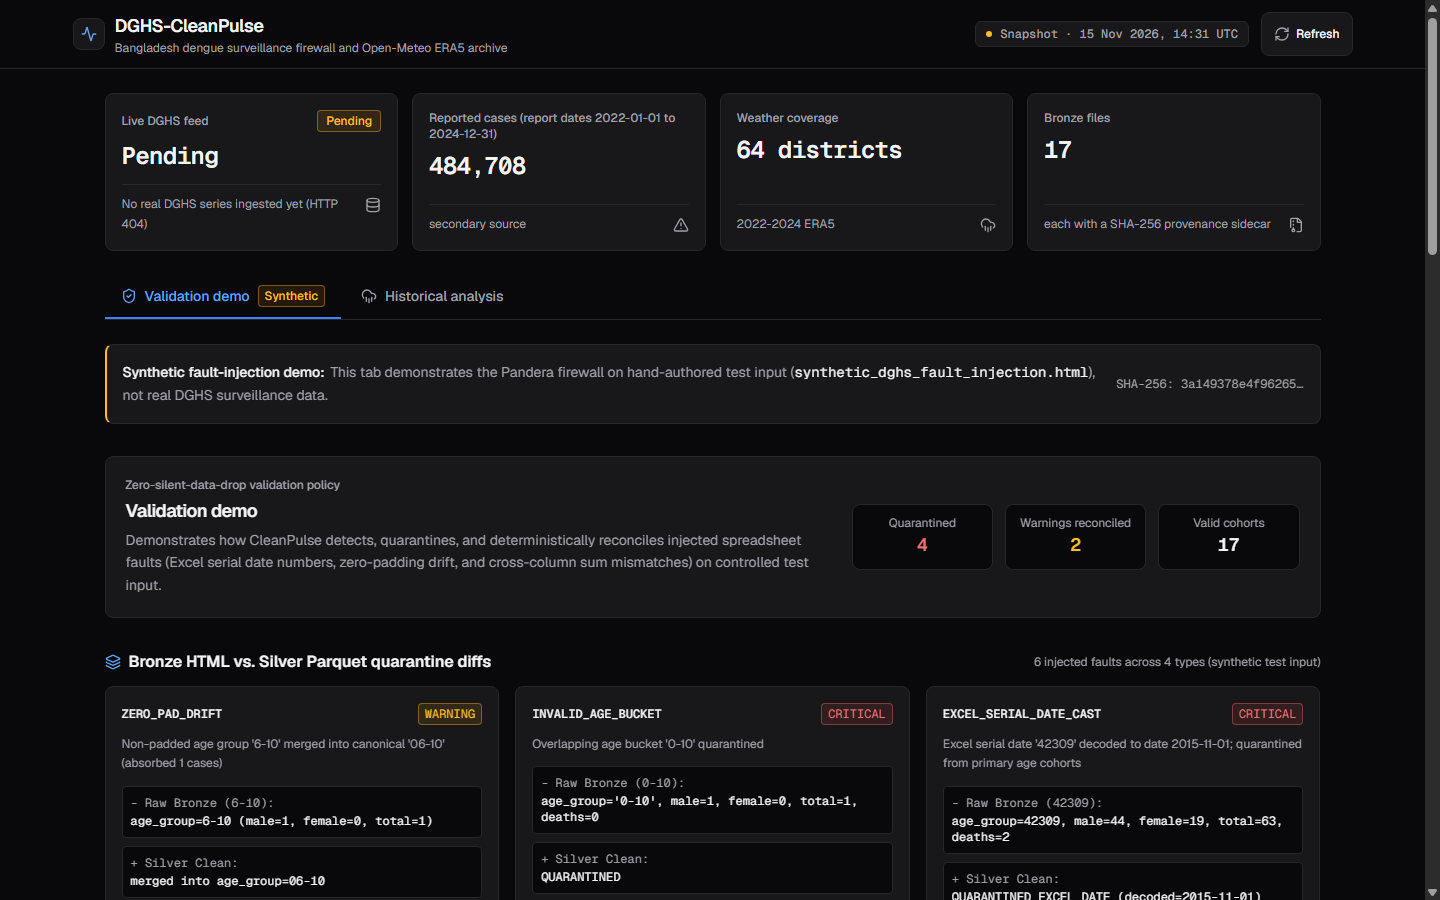 DGHS-CleanPulse
Bangladesh dengue surveillance firewall and Open-Meteo ERA5 archive
Snapshot · 15 Nov 2026, 14:31 UTC
Refresh
Live DGHS feed
Pending
Pending
No real DGHS series ingested yet (HTTP
404)
Reported cases (report dates 2022-01-01 to
2024-12-31)
484,708
secondary source
Weather coverage
64 districts
2022-2024 ERA5
Bronze files
17
each with a SHA-256 provenance sidecar
Validation demo
Synthetic
Historical analysis
Synthetic fault-injection demo: This tab demonstrates the Pandera firewall on hand-authored test input (synthetic_dghs_fault_injection.html),
not real DGHS surveillance data.
SHA-256: 3a149378e4f96265…
Zero-silent-data-drop validation policy
Validation demo
Demonstrates how CleanPulse detects, quarantines, and deterministically reconciles injected spreadsheet
faults (Excel serial date numbers, zero-padding drift, and cross-column sum mismatches) on controlled test
input.
Quarantined
4
Warnings reconciled
2
Valid cohorts
17
Bronze HTML vs. Silver Parquet quarantine diffs
6 injected faults across 4 types (synthetic test input)
ZERO_PAD_DRIFT
WARNING
Non-padded age group '6-10' merged into canonical '06-10'
(absorbed 1 cases)
- Raw Bronze (6-10):
age_group=6-10 (male=1, female=0, total=1)
+ Silver Clean:
merged into age_group=06-10
INVALID_AGE_BUCKET
CRITICAL
Overlapping age bucket '0-10' quarantined
- Raw Bronze (0-10):
age_group='0-10', male=1, female=0, total=1,
deaths=0
+ Silver Clean:
QUARANTINED
EXCEL_SERIAL_DATE_CAST
CRITICAL
Excel serial date '42309' decoded to date 2015-11-01; quarantined
from primary age cohorts
- Raw Bronze (42309):
age_group=42309, male=44, female=19, total=63,
deaths=2
+ Silver Clean:
QUARANTINED_EXCEL_DATE (decoded=2015-11-01)